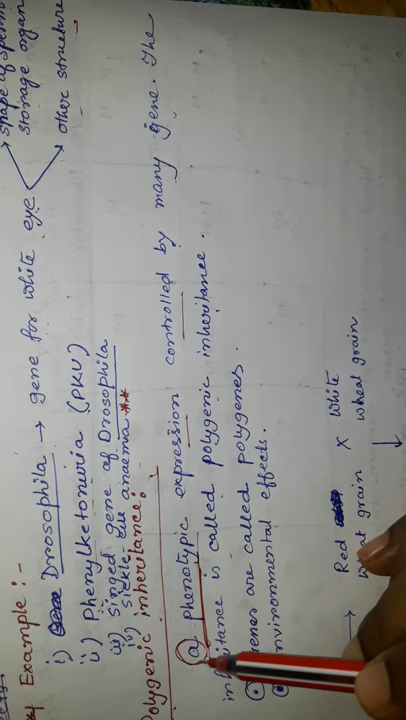 shape of sperm
storage organ
other structure
Example :-
i) Drosophila → gene for white eye
ii) Phenylketonuria (PKU)
iii) Singed gene of Drosophila
iv) Sickle-cell anaemia **
Polygenic inheritance:
(a) phenotypic expression controlled by many gene. The
inheritance is called polygenic inheritance.
genes are called polygenes.
environmental effects.
→ Red X White
wheat grain wheat grain